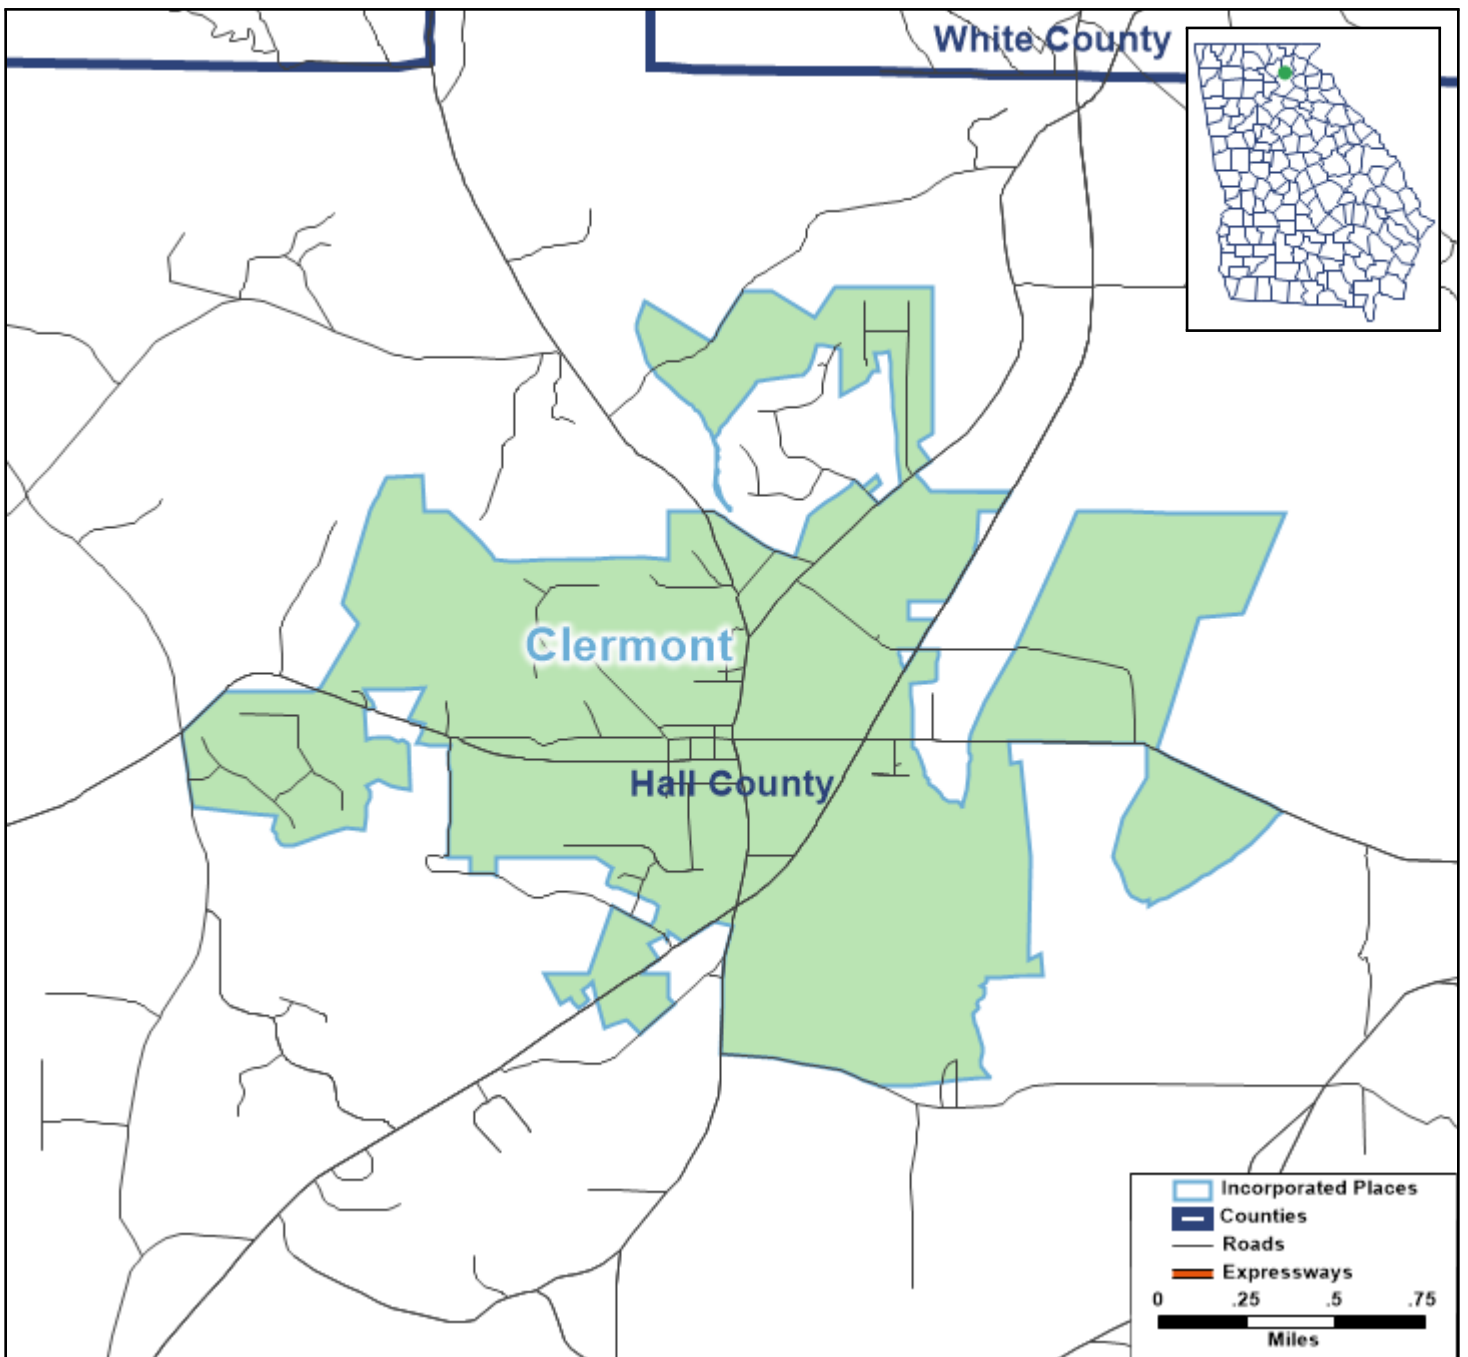 White County
Clermont
Hall County
Incorporated Places
Counties
Roads
Expressways
0 .25 .5 .75
Miles